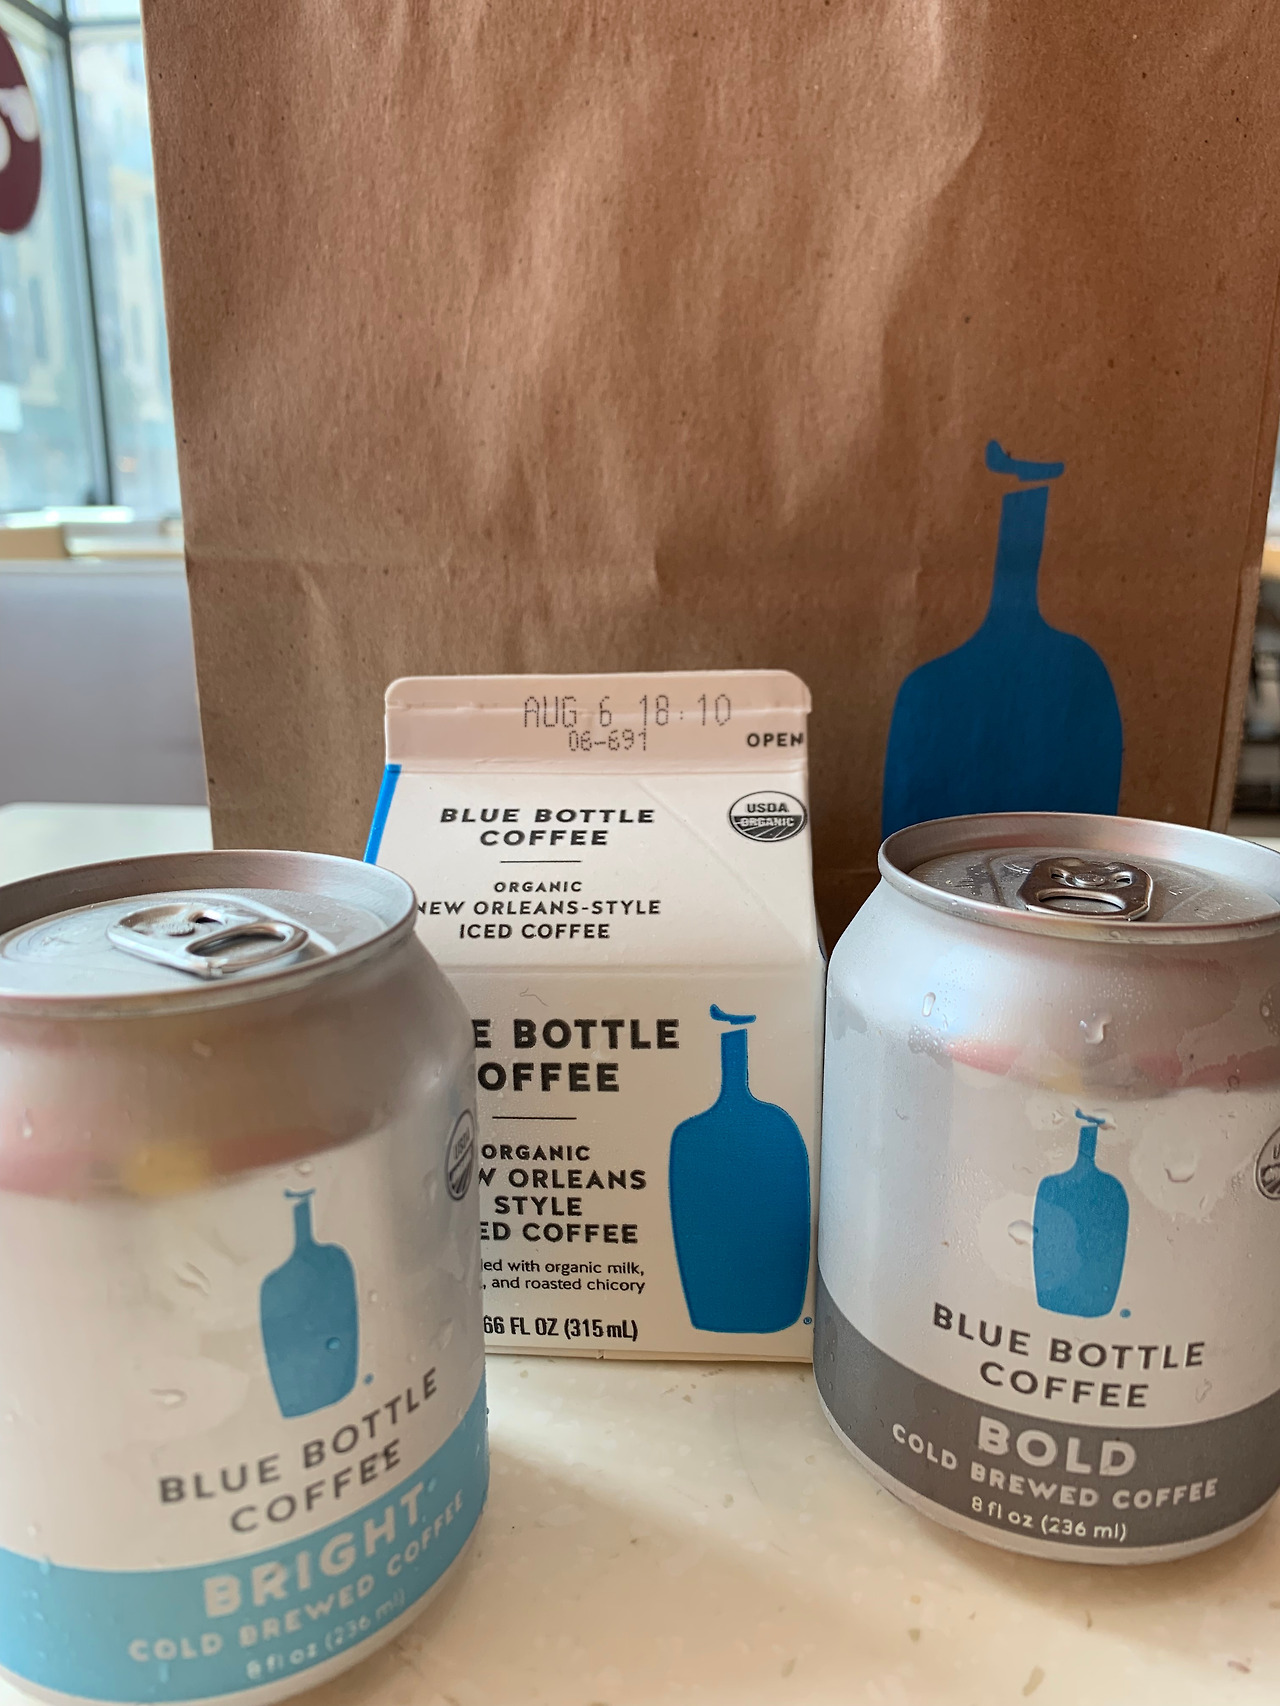 AUG 6 18:10
06-691
OPEN
BLUE BOTTLE
COFFEE
USDA
ORGANIC
ORGANIC
NEW ORLEANS-STYLE
ICED COFFEE
E BOTTLE
OFFEE
ORGANIC
W ORLEANS
STYLE
ED COFFEE
led with organic milk,
, and roasted chicory
66 FL OZ (315 mL)
BLUE BOTTLE
COFFEE
BRIGHT
COLD BREWED COFFEE
8 fl oz (236 ml)
BLUE BOTTLE
COFFEE
BOLD
COLD BREWED COFFEE
8 fl oz (236 ml)